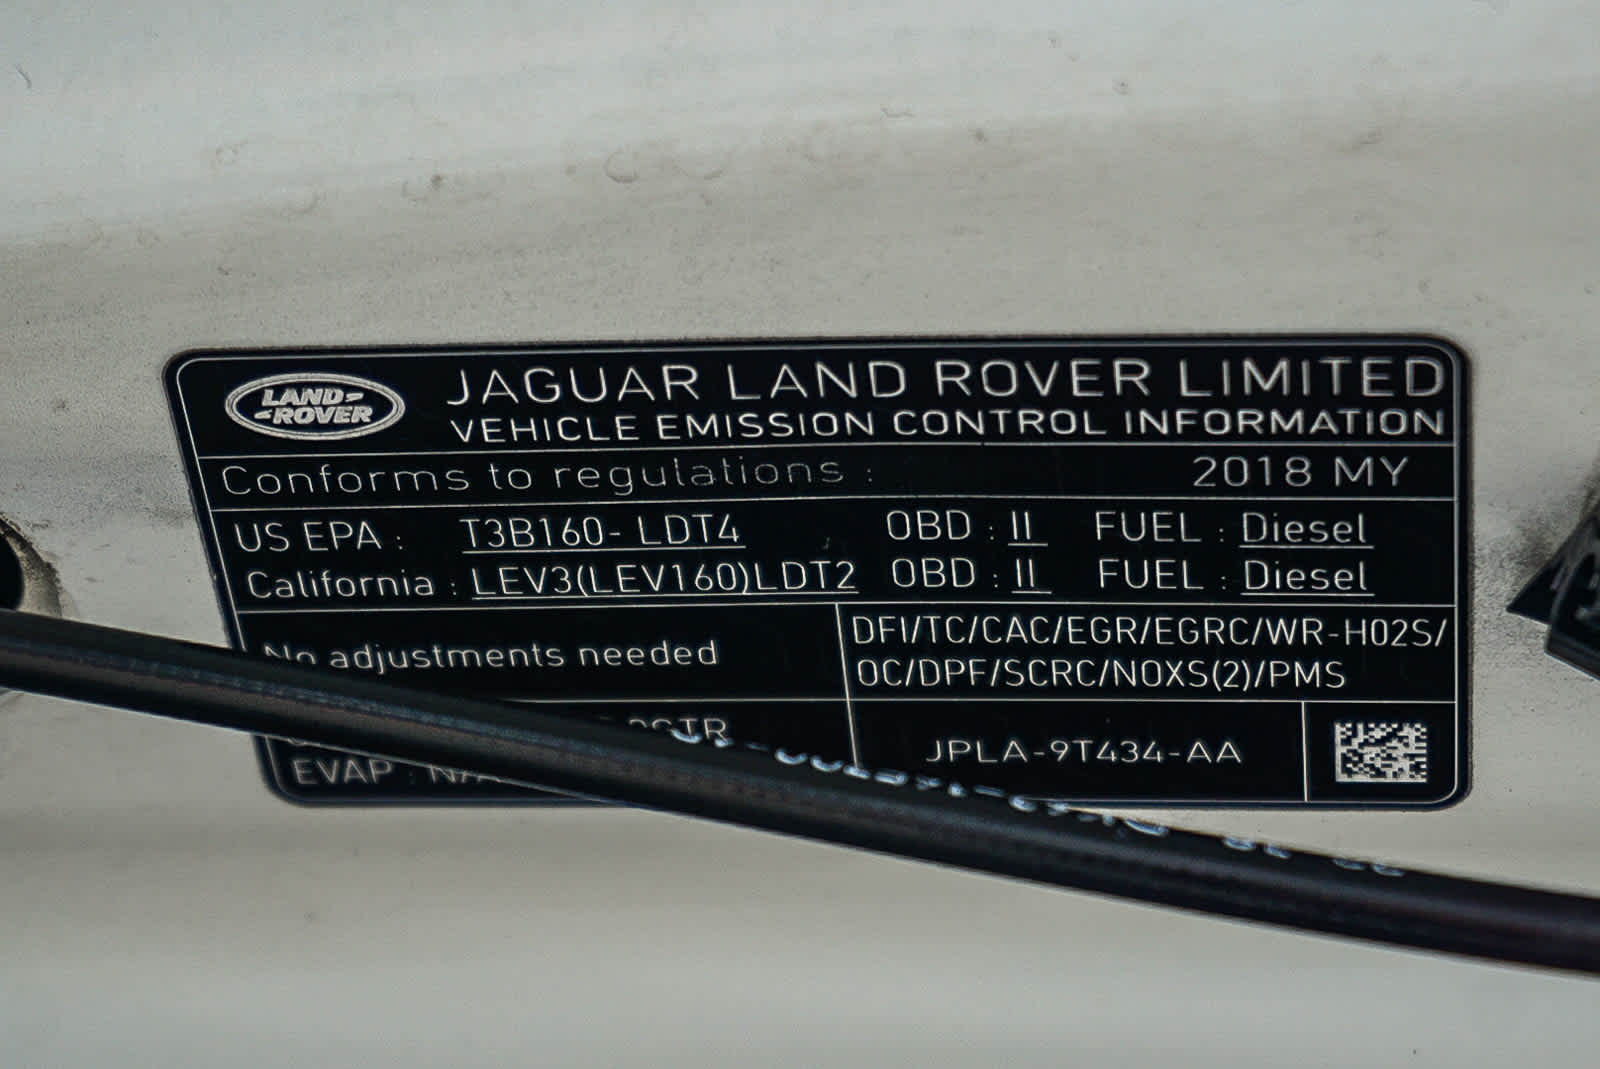 LAND
ROVER
JAGUAR LAND ROVER LIMITED
VEHICLE EMISSION CONTROL INFORMATION
Conforms to regulations : 2018 MY
US EPA : T3B160- LDT4 OBD : II FUEL : Diesel
California : LEV3(LEV160)LDT2 OBD : II FUEL : Diesel
No adjustments needed
DFI/TC/CAC/EGR/EGRC/WR-HO2S/
OC/DPF/SCRC/NOXS(2)/PMS
JPLA-9T434-AA
EVAP :